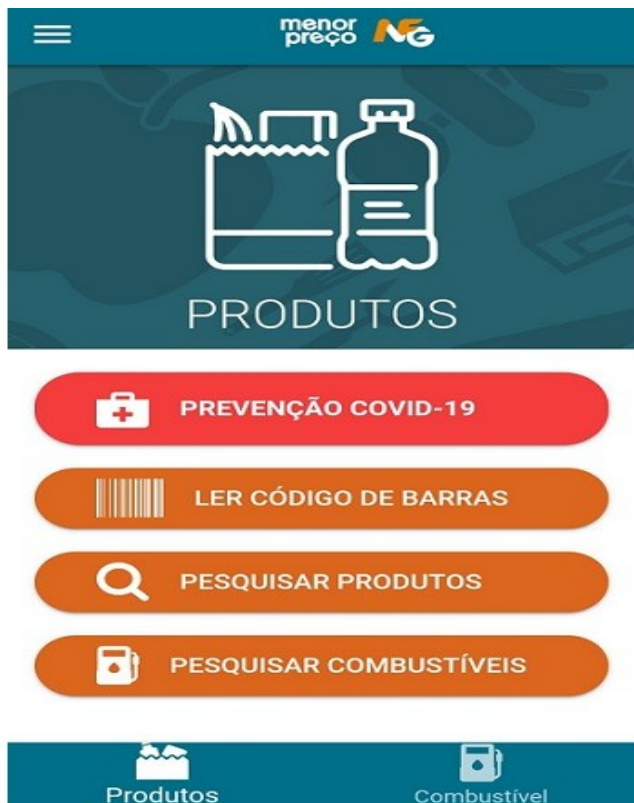 menor
preço NFG
PRODUTOS
PREVENÇÃO COVID-19
LER CÓDIGO DE BARRAS
PESQUISAR PRODUTOS
PESQUISAR COMBUSTÍVEIS
Produtos Combustível